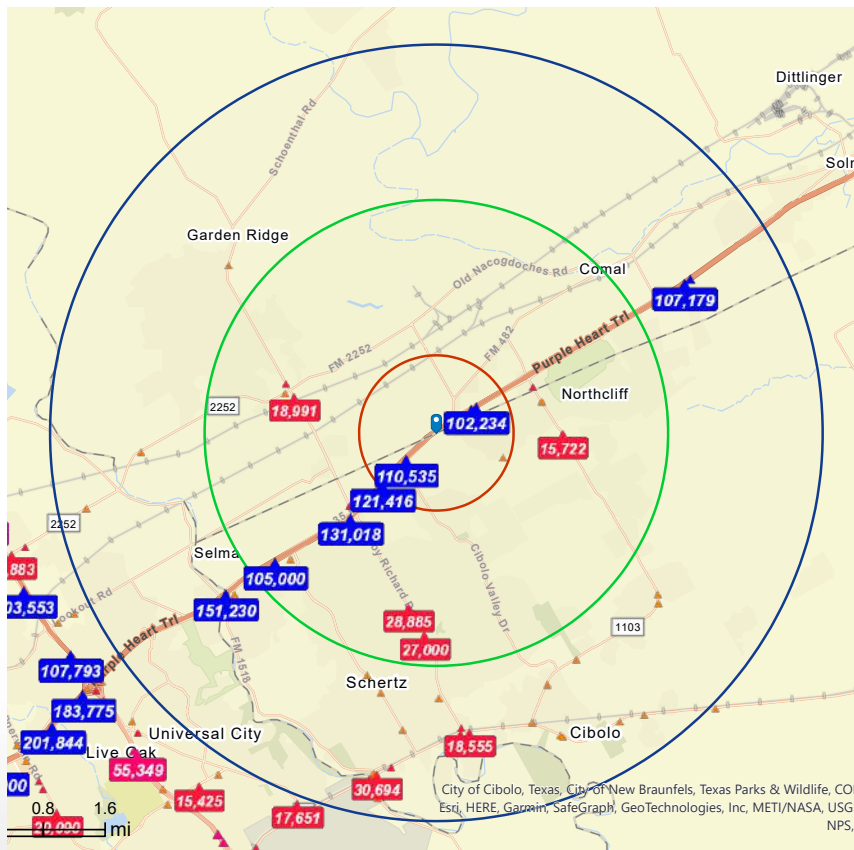 Dittlinger
Schoenthal Rd
Garden Ridge
Old Nacogdoches Rd
Comal
107,179
Purple Heart Trl
FM 482
FM 2252
Northcliff
2252
18,991
102,234
15,722
110,535
121,416
2252
131,018
Selma
.883
105,000
Cibolo Valley Dr
03,553
Lookout Rd
151,230
28,885
1103
Purple Heart Trl
FM 1518
27,000
107,793
Schertz
183,775
Universal City
Cibolo
201,844
Live Oak
18,555
55,349
00
30,694
15,425
17,651
0.8 1.6
mi
City of Cibolo, Texas, City of New Braunfels, Texas Parks & Wildlife, CO
Esri, HERE, Garmin, SafeGraph, GeoTechnologies, Inc, METI/NASA, USG
NPS,